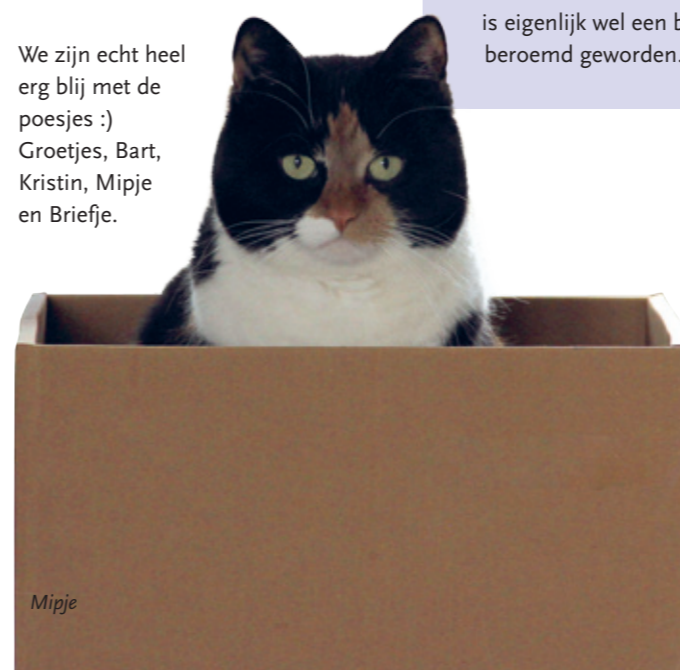 We zijn echt heel
erg blij met de
poesjes :)
Groetjes, Bart,
Kristin, Mipje
en Briefje.
is eigenlijk wel een
beroemd geworden.
Mipje